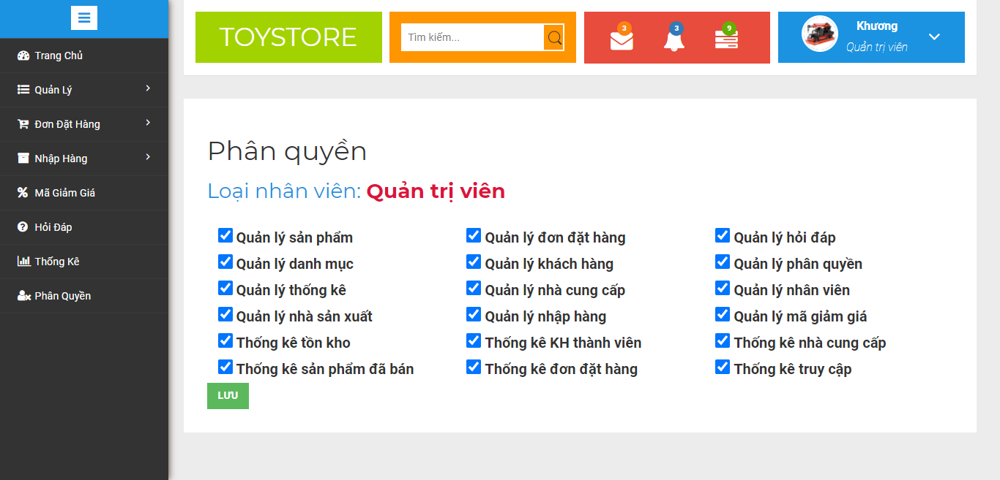 Trang Chủ
Quản Lý
Đơn Đặt Hàng
Nhập Hàng
Mã Giảm Giá
Hỏi Đáp
Thống Kê
Phân Quyền
TOYSTORE
Tìm kiếm...
3
3
9
Khương
Quản trị viên
Phân quyền
Loại nhân viên: Quản trị viên
Quản lý sản phẩm Quản lý đơn đặt hàng Quản lý hỏi đáp
Quản lý danh mục Quản lý khách hàng Quản lý phân quyền
Quản lý thống kê Quản lý nhà cung cấp Quản lý nhân viên
Quản lý nhà sản xuất Quản lý nhập hàng Quản lý mã giảm giá
Thống kê tồn kho Thống kê KH thành viên Thống kê nhà cung cấp
Thống kê sản phẩm đã bán Thống kê đơn đặt hàng Thống kê truy cập
LƯU